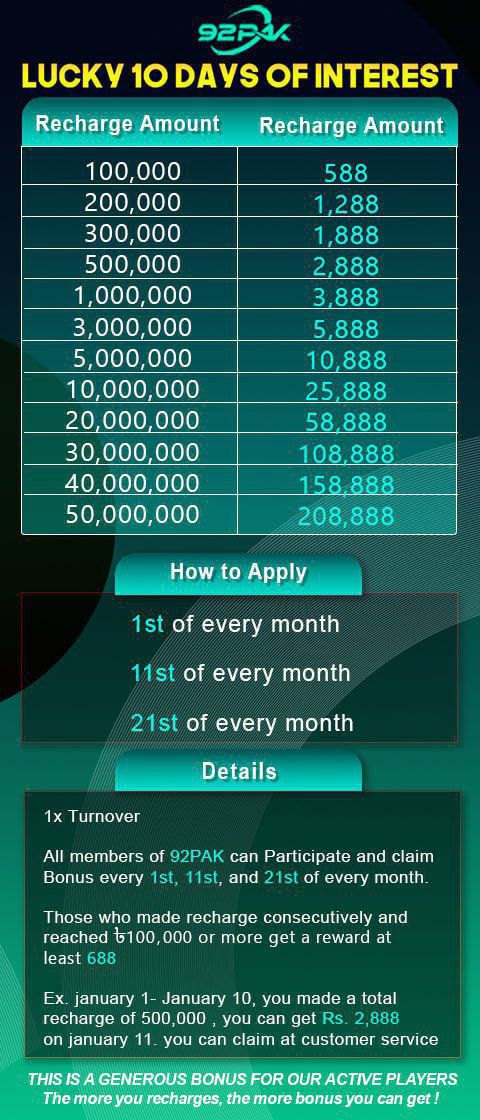 92PAK
LUCKY 10 DAYS OF INTEREST
Recharge Amount Recharge Amount
100,000 588
200,000 1,288
300,000 1,888
500,000 2,888
1,000,000 3,888
3,000,000 5,888
5,000,000 10,888
10,000,000 25,888
20,000,000 58,888
30,000,000 108,888
40,000,000 158,888
50,000,000 208,888
How to Apply
1st of every month
11st of every month
21st of every month
Details
1x Turnover
All members of 92PAK can Participate and claim
Bonus every 1st, 11st, and 21st of every month.
Those who made recharge consecutively and
reached ৳100,000 or more get a reward at
least 688
Ex. january 1- January 10, you made a total
recharge of 500,000 , you can get Rs. 2,888
on january 11. you can claim at customer service
THIS IS A GENEROUS BONUS FOR OUR ACTIVE PLAYERS
The more you recharges, the more bonus you can get !